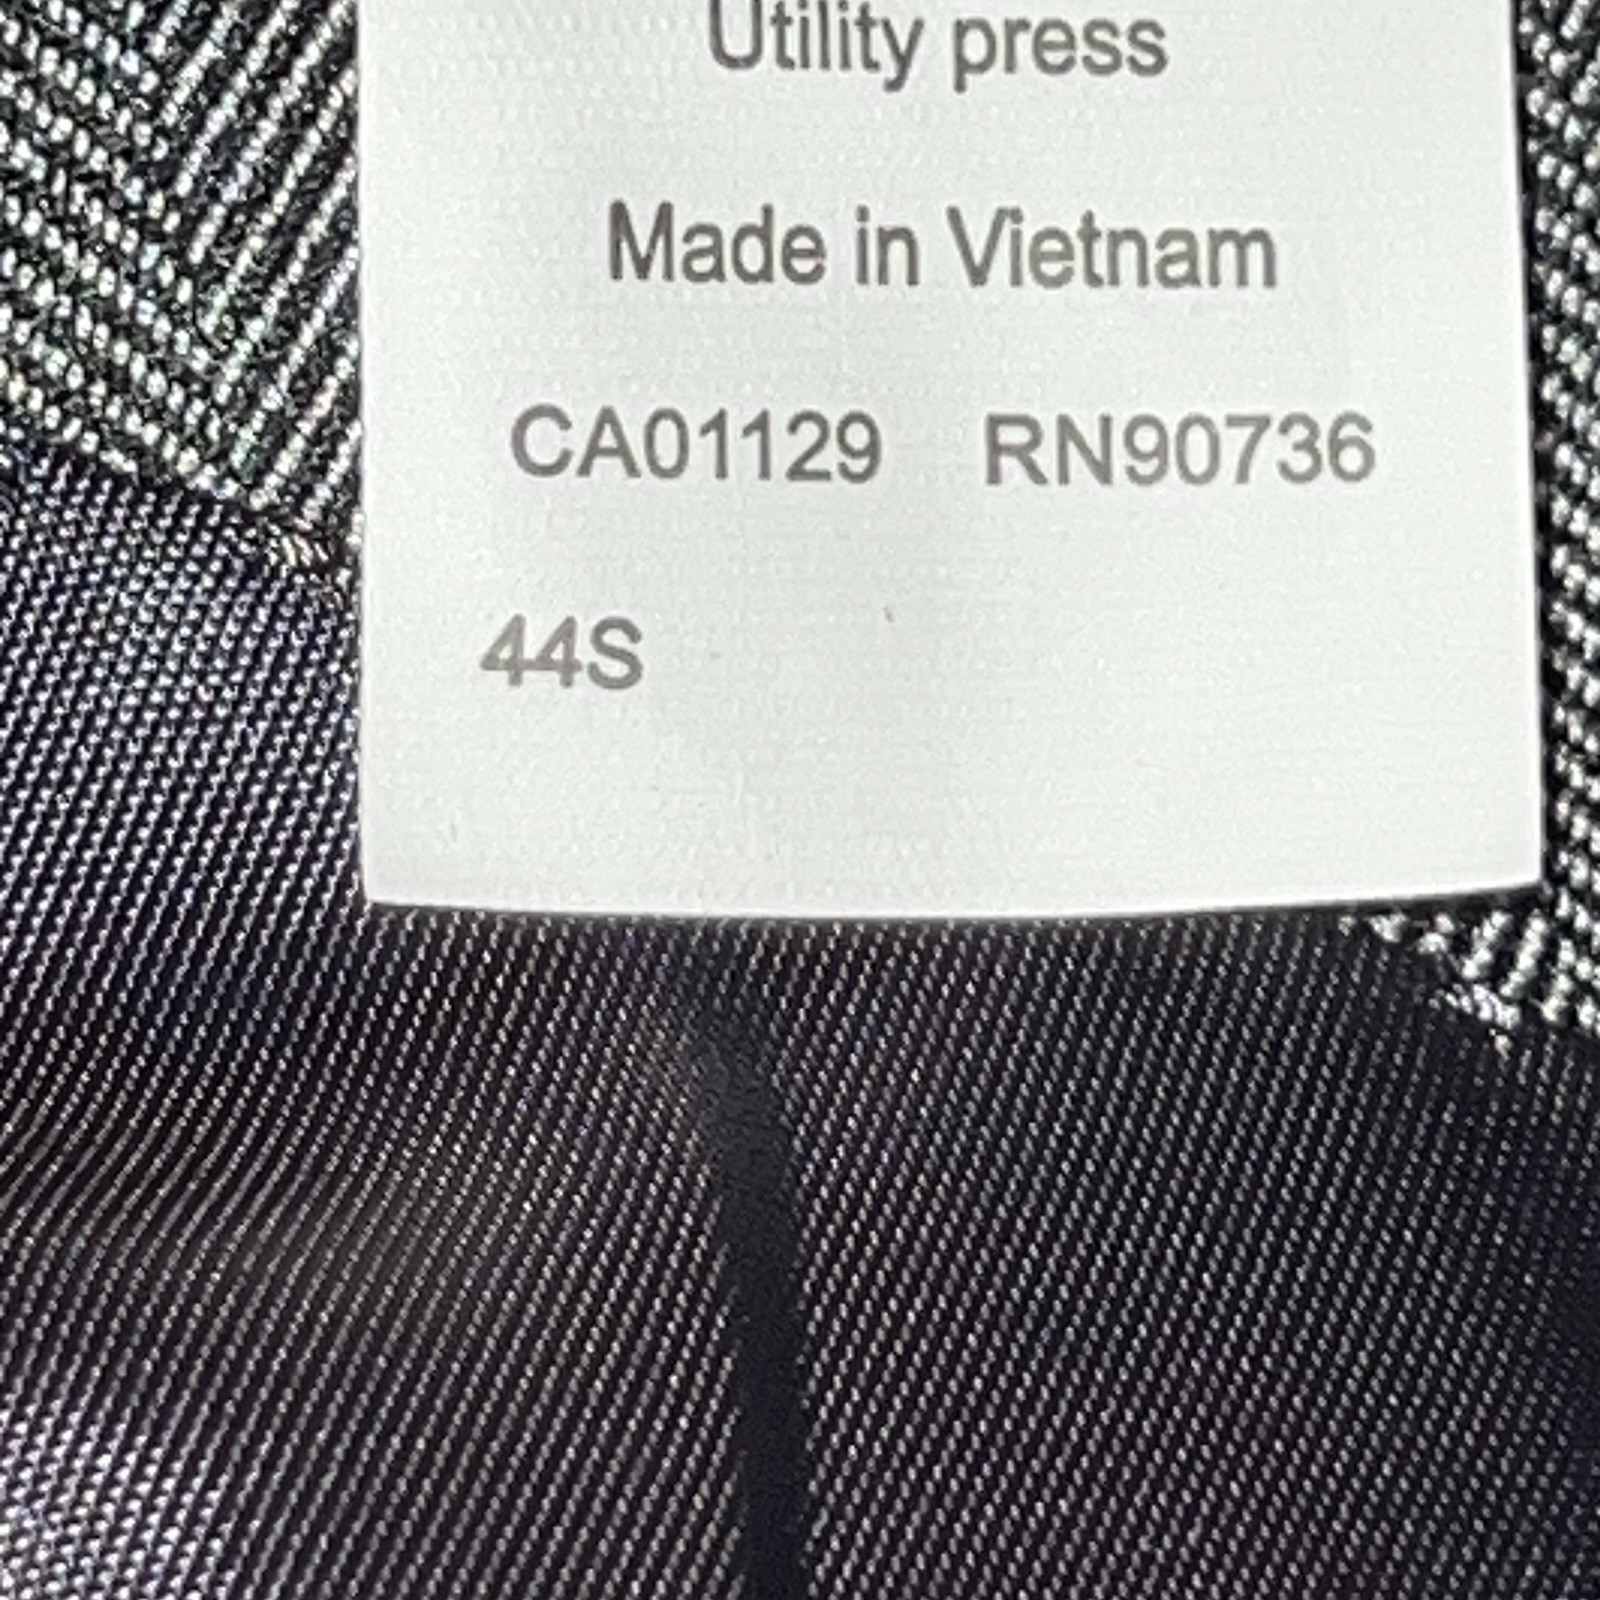 Utility press
Made in Vietnam
CA01129 RN90736
44S